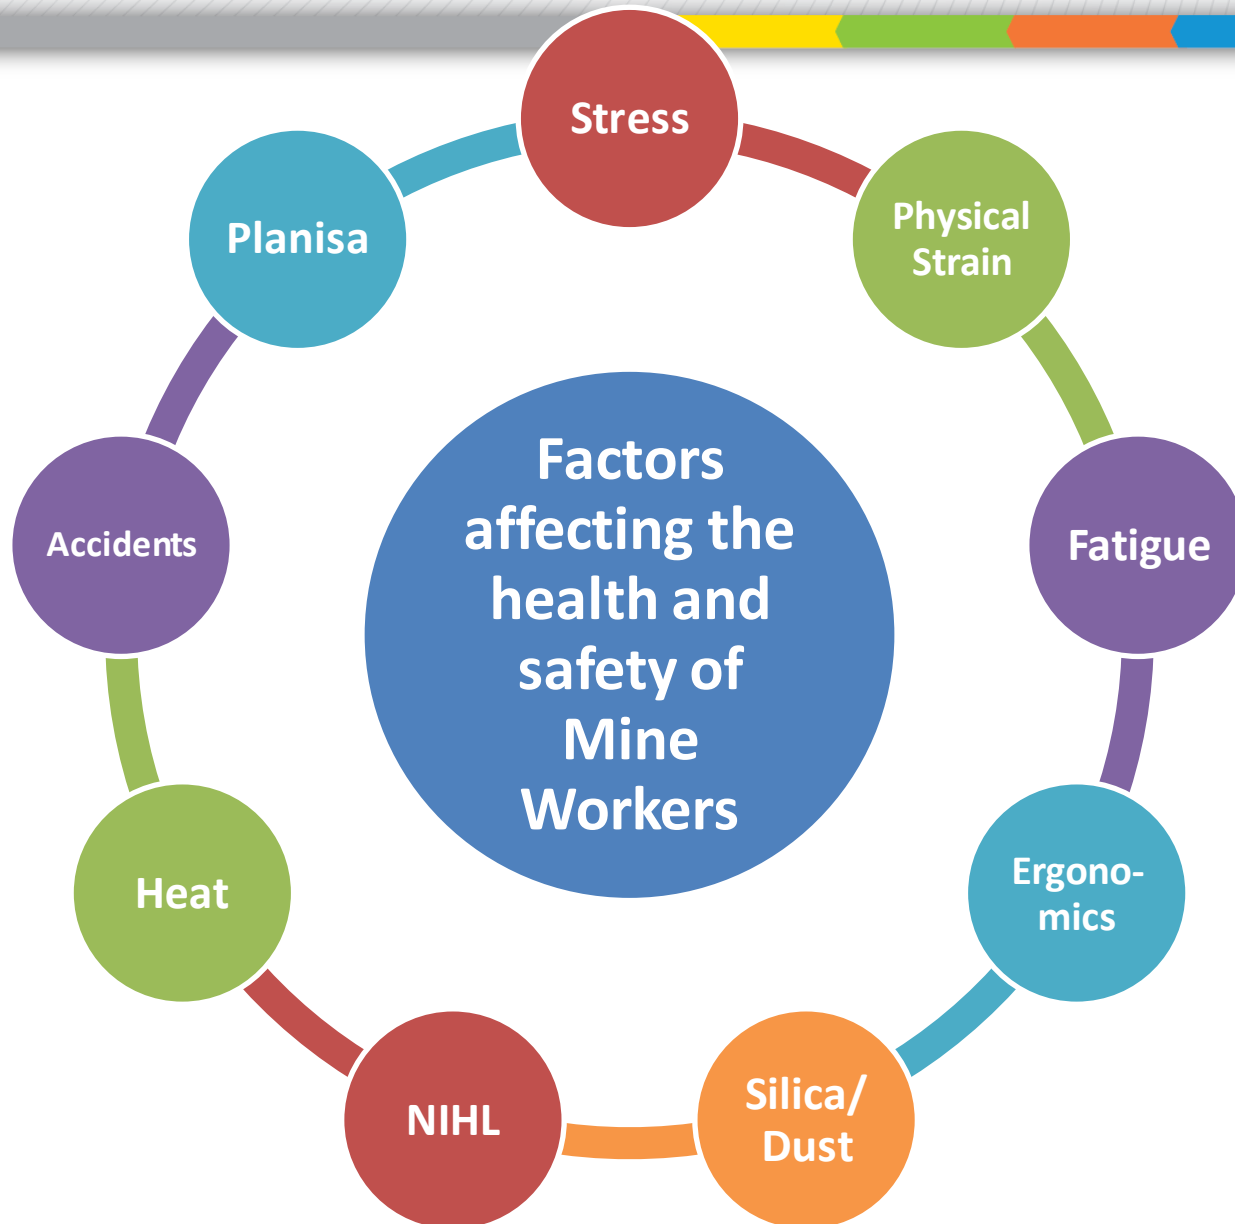 Stress
Physical
Strain
Fatigue
Ergono-
mics
Silica/
Dust
NIHL
Heat
Accidents
Planisa
Factors
affecting the
health and
safety of
Mine
Workers